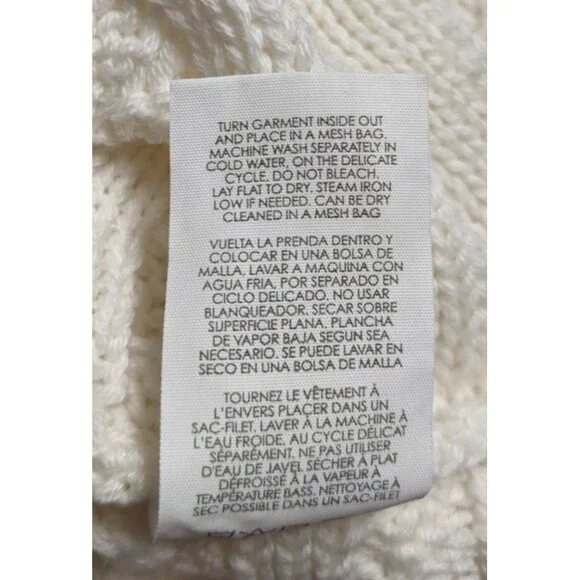 TURN GARMENT INSIDE OUT
AND PLACE IN A MESH BAG.
MACHINE WASH SEPARATELY IN
COLD WATER, ON THE DELICATE
CYCLE. DO NOT BLEACH.
LAY FLAT TO DRY. STEAM IRON
LOW IF NEEDED. CAN BE DRY
CLEANED IN A MESH BAG
VUELTA LA PRENDA DENTRO Y
COLOCAR EN UNA BOLSA DE
MALLA, LAVAR A MAQUINA CON
AGUA FRIA, POR SEPARADO EN
CICLO DELICADO. NO USAR
BLANQUEADOR. SECAR SOBRE
SUPERFICIE PLANA. PLANCHA
DE VAPOR BAJA SEGUN SEA
NECESARIO. SE PUEDE LAVAR EN
SECO EN UNA BOLSA DE MALLA
TOURNEZ LE VÊTEMENT À
L'ENVERS PLAÇER DANS UN
SAC-FILET. LAVER À LA MACHINE À
L'EAU FROIDE, AU CYCLE DÉLICAT
SÉPARÉMENT. NE PAS UTILISER
D'EAU DE JAVEL SÉCHER À PLAT
DÉFROISSÉ À LA VAPEUR À
TEMPÉRATURE BASS. NETTOYAGE À
SEC POSSIBLE DANS UN SAC-FILET